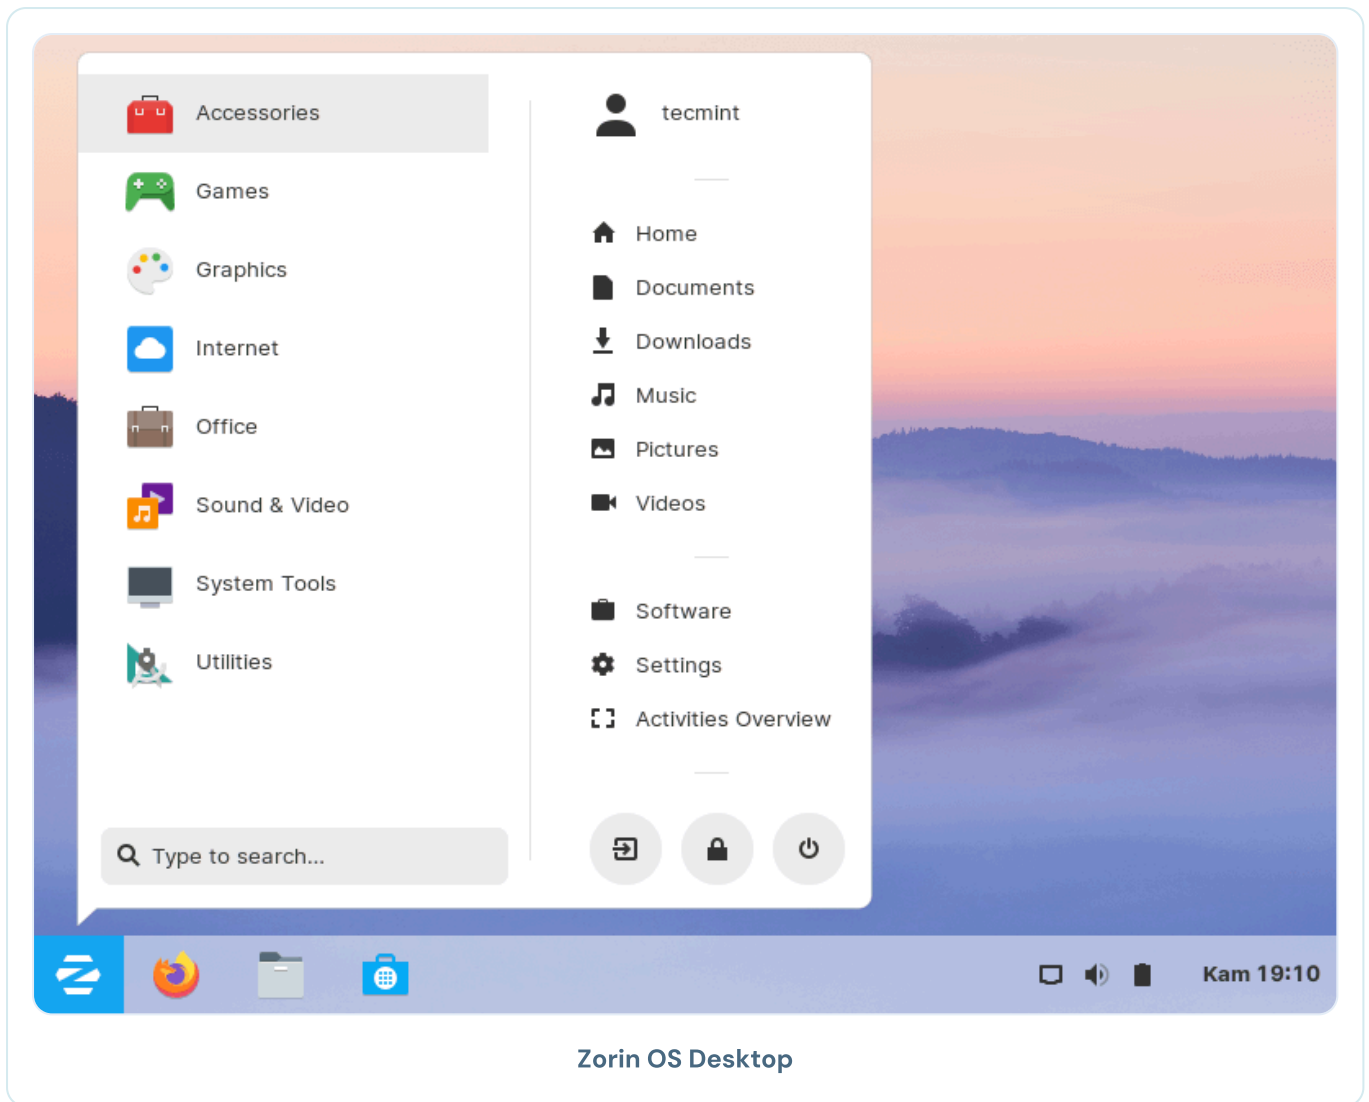 Accessories
Games
Graphics
Internet
Office
Sound & Video
System Tools
Utilities
Type to search...
tecmint
Home
Documents
Downloads
Music
Pictures
Videos
Software
Settings
Activities Overview
Kam 19:10
Zorin OS Desktop